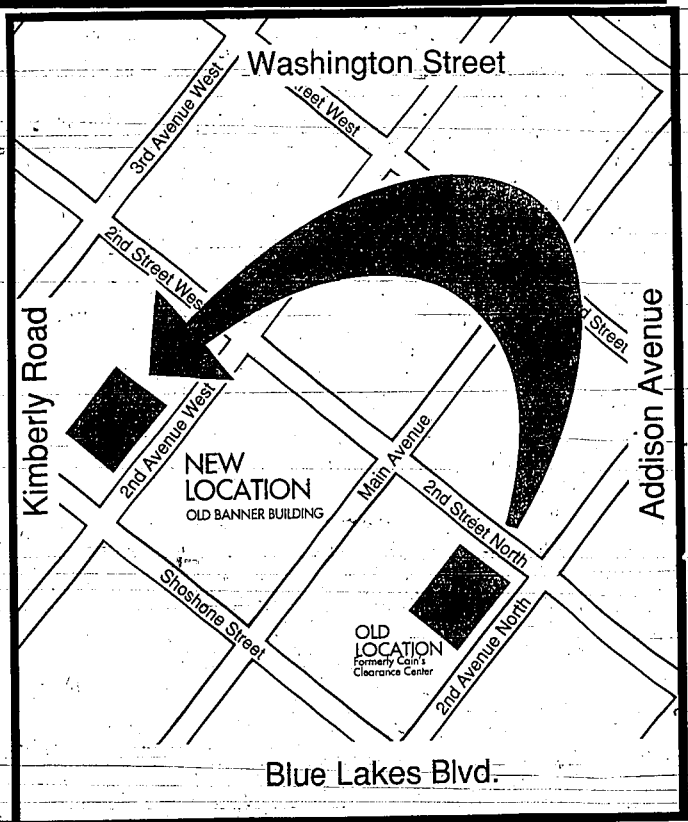 Washington Street
3rd Avenue West
West
2nd Street West
Kimberly Road
Addison Avenue
Street
2nd Avenue West
NEW
LOCATION
OLD BANNER BUILDING
Main Avenue
2nd Street North
Shoshone Street
OLD
LOCATION
Formerly Cain's
Clearance Center
2nd Avenue North
Blue Lakes Blvd.